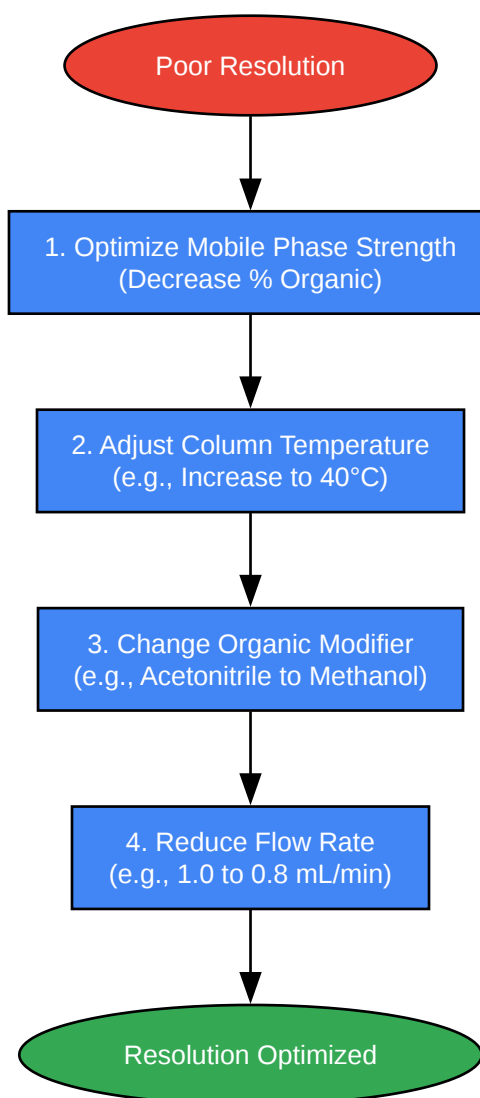 Poor Resolution
1. Optimize Mobile Phase Strength
(Decrease % Organic)
2. Adjust Column Temperature
(e.g., Increase to 40°C)
3. Change Organic Modifier
(e.g., Acetonitrile to Methanol)
4. Reduce Flow Rate
(e.g., 1.0 to 0.8 mL/min)
Resolution Optimized